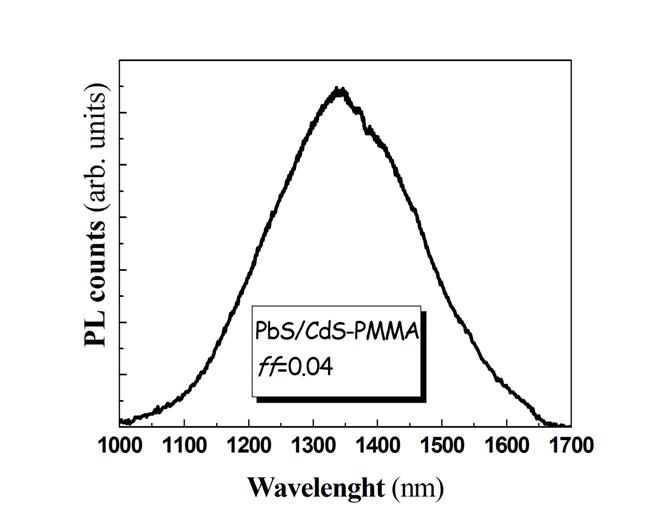 PL counts (arb. units)
PbS/CdS-PMMA
ff=0.04
1000 1100 1200 1300 1400 1500 1600 1700
Wavelenght (nm)